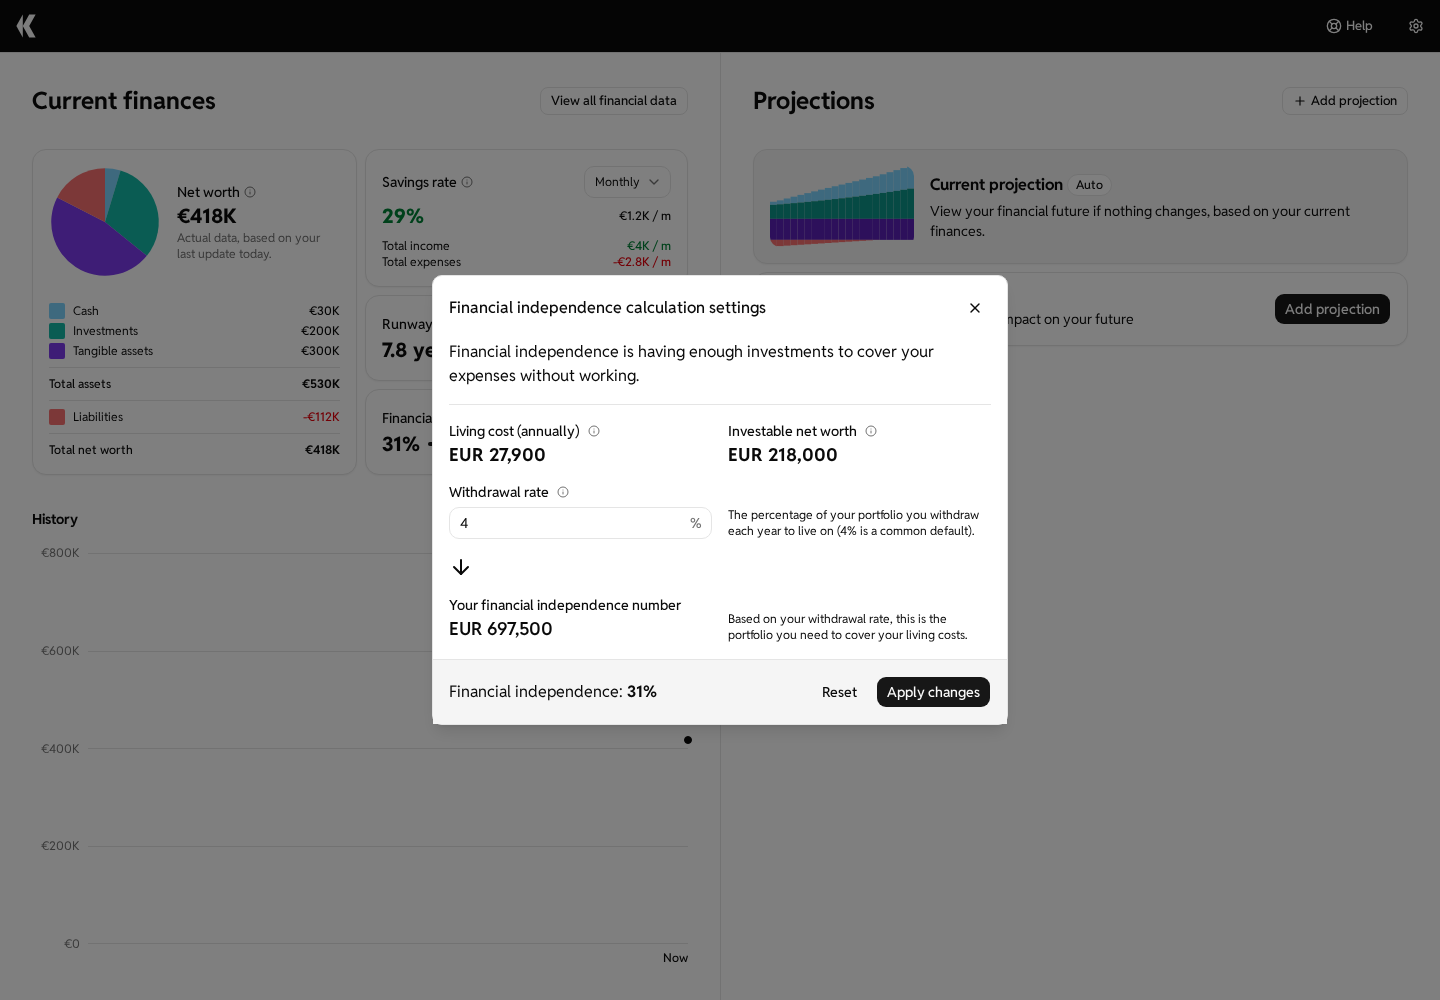 Help
Current finances
View all financial data
Net worth
€418K
Actual data, based on your
last update today.
Cash €30K
Investments €200K
Tangible assets €300K
Total assets €530K
Liabilities -€112K
Total net worth €418K
Savings rate
Monthly
29% €1.2K / m
Total income €4K / m
Total expenses -€2.8K / m
Runway
7.8
Financia
31%
History
€800K
€600K
€400K
€200K
€0
Now
Projections
Add projection
Current projection Auto
View your financial future if nothing changes, based on your current
finances.
mpact on your future
Add projection
Financial independence calculation settings
Financial independence is having enough investments to cover your
expenses without working.
Living cost (annually)
EUR 27,900
Investable net worth
EUR 218,000
Withdrawal rate
4 %
The percentage of your portfolio you withdraw
each year to live on (4% is a common default).
Your financial independence number
EUR 697,500
Based on your withdrawal rate, this is the
portfolio you need to cover your living costs.
Financial independence: 31%
Reset
Apply changes